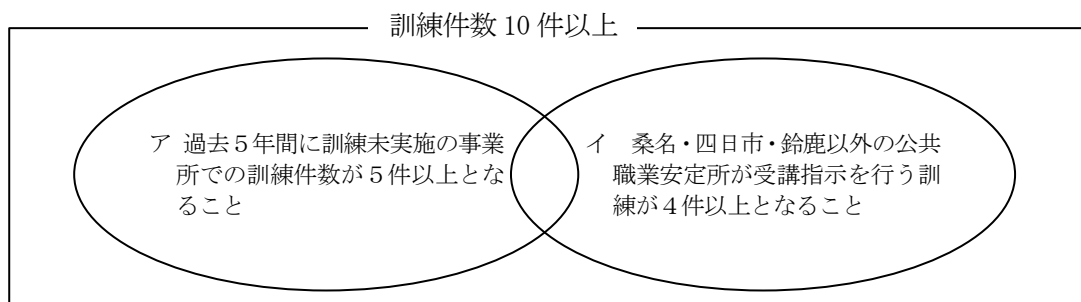 訓練件数 10 件以上
ア 過去５年間に訓練未実施の事業
所での訓練件数が５件以上とな
ること
イ 桑名・四日市・鈴鹿以外の公共
職業安定所が受講指示を行う訓
練が４件以上となること